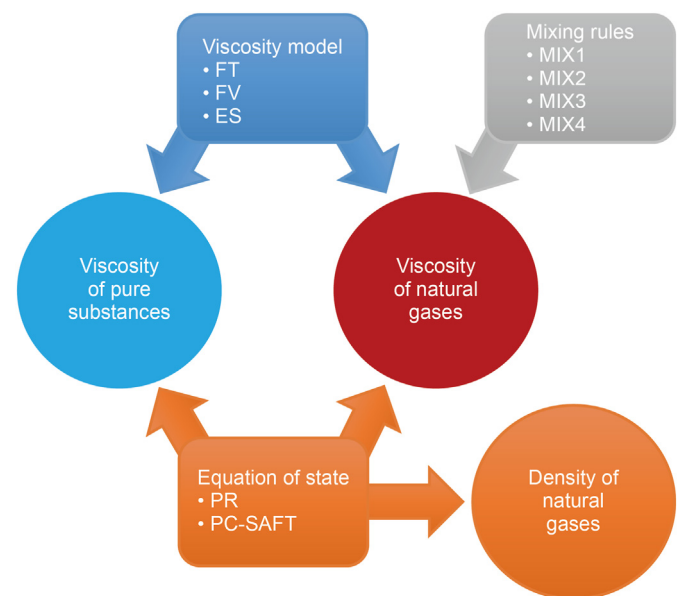 Viscosity model
• FT
• FV
• ES
Mixing rules
• MIX1
• MIX2
• MIX3
• MIX4
Viscosity
of pure
substances
Viscosity
of natural
gases
Equation of state
• PR
• PC-SAFT
Density of
natural
gases